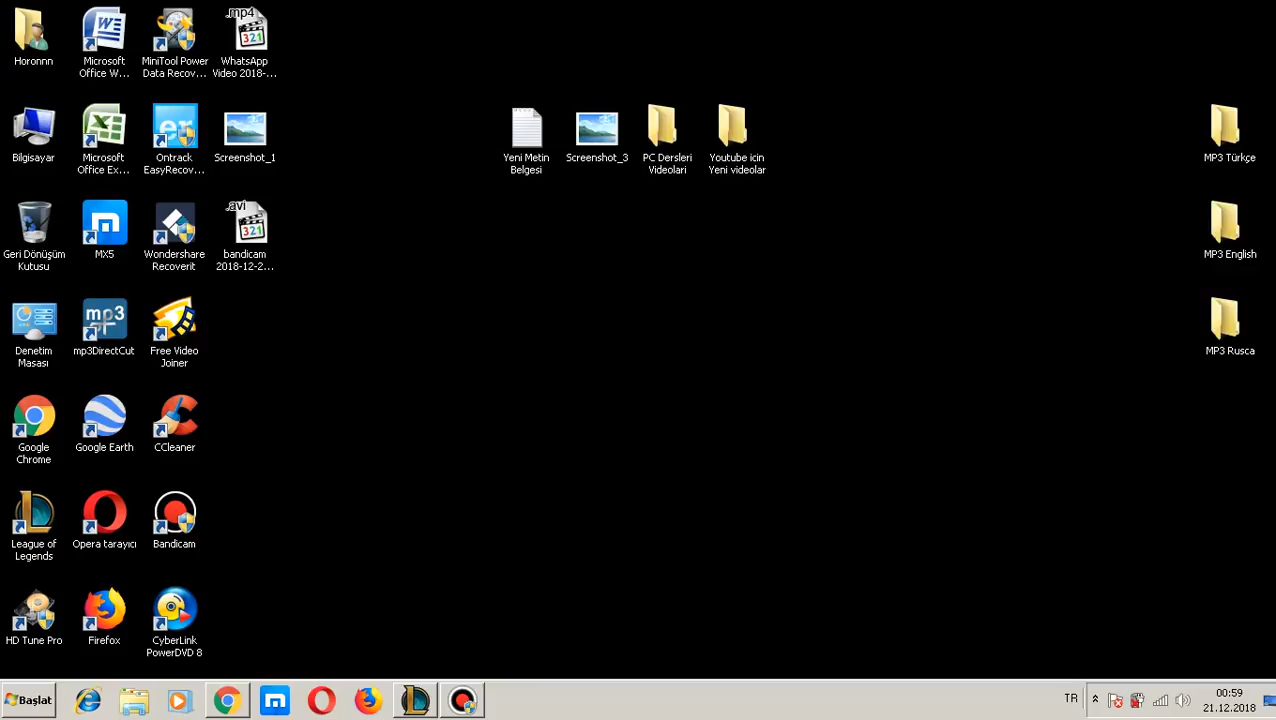 Horonnn
Microsoft
Office W...
MiniTool Power
Data Recov...
.mp4
321
WhatsApp
Video 2018-...
Bilgisayar
Microsoft
Office Ex...
er
Ontrack
EasyRecov...
Screenshot_1
Yeni Metin
Belgesi
Screenshot_3
PC Dersleri
Videolari
Youtube icin
Yeni videolar
MP3 Türkçe
Geri Dönüşüm
Kutusu
MX5
Wondershare
Recoverit
.avi
321
bandicam
2018-12-2...
MP3 English
Denetim
Masası
mp3
mp3DirectCut
Free Video
Joiner
MP3 Rusca
Google
Chrome
Google Earth
CCleaner
League of
Legends
Opera tarayıcı
Bandicam
HD Tune Pro
Firefox
CyberLink
PowerDVD 8
Başlat
TR
00:59
21.12.2018